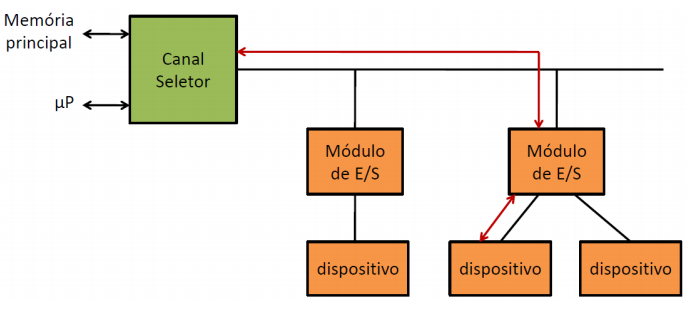 Memória
principal
Canal
Seletor
µP
Módulo
de E/S
Módulo
de E/S
dispositivo
dispositivo
dispositivo